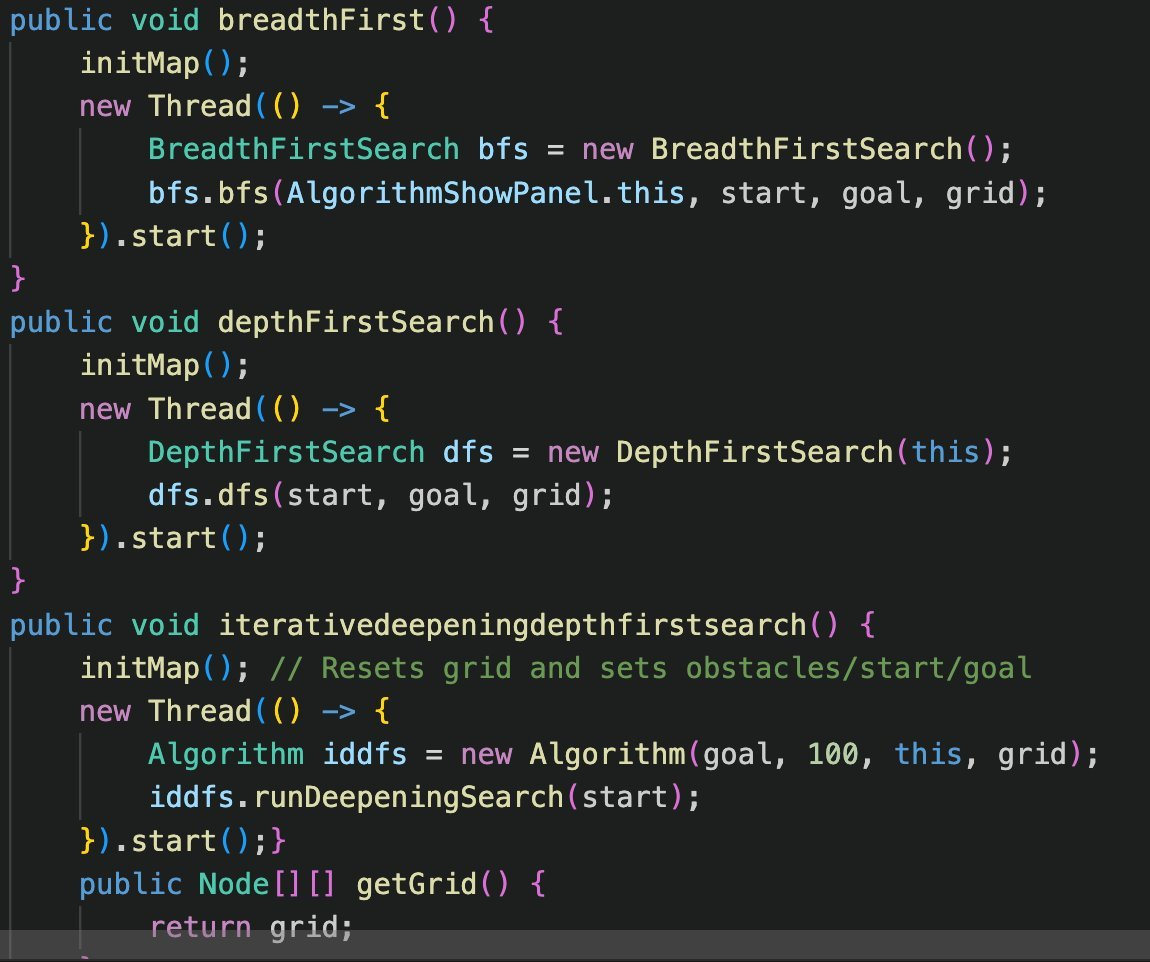 public void breadthFirst() {
    initMap();
    new Thread(() -> {
        BreadthFirstSearch bfs = new BreadthFirstSearch();
        bfs.bfs(AlgorithmShowPanel.this, start, goal, grid);
    }).start();
}
public void depthFirstSearch() {
    initMap();
    new Thread(() -> {
        DepthFirstSearch dfs = new DepthFirstSearch(this);
        dfs.dfs(start, goal, grid);
    }).start();
}
public void iterativedeepeningdepthfirstsearch() {
    initMap(); // Resets grid and sets obstacles/start/goal
    new Thread(() -> {
        Algorithm iddfs = new Algorithm(goal, 100, this, grid);
        iddfs.runDeepeningSearch(start);
    }).start();}
    public Node[][] getGrid() {
        return grid;